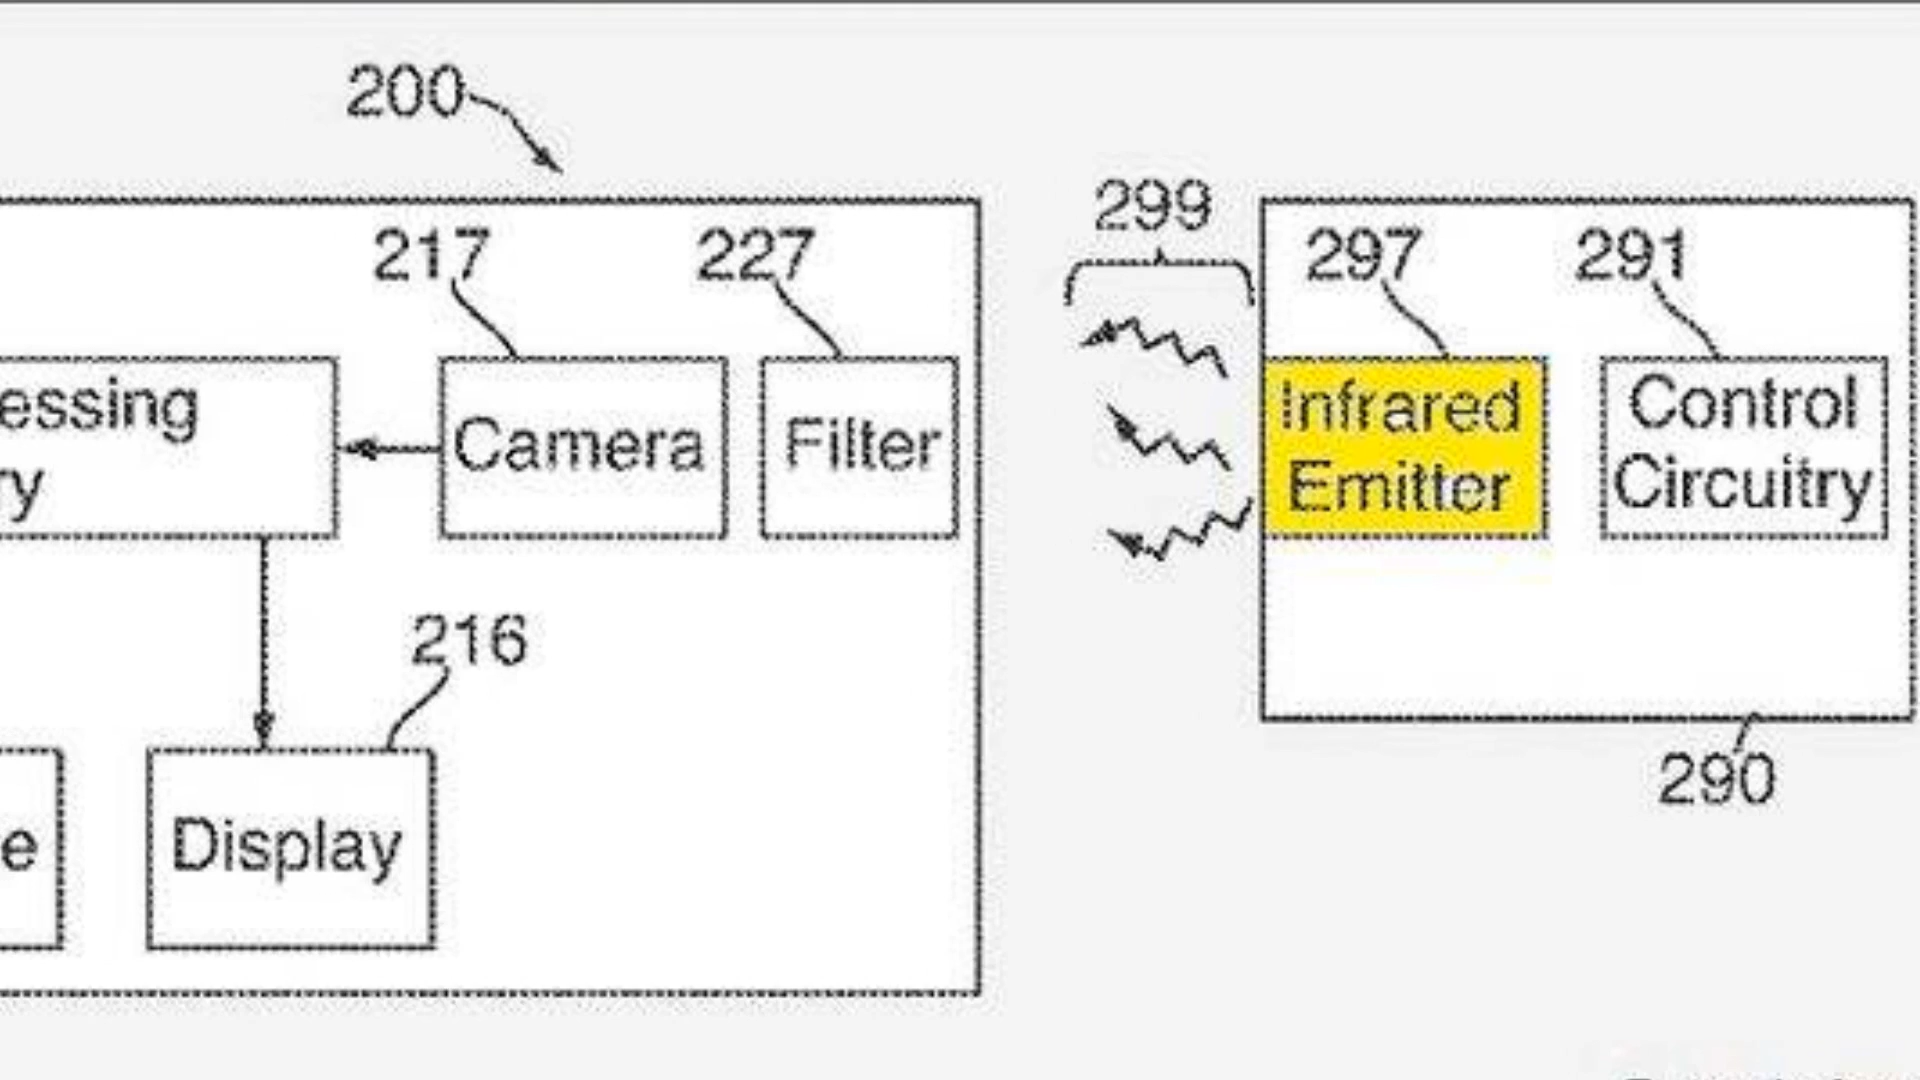 200
299
217
227
297
291
essing
ry
Camera
Filter
Infrared
Emitter
Control
Circuitry
216
290
e
Display